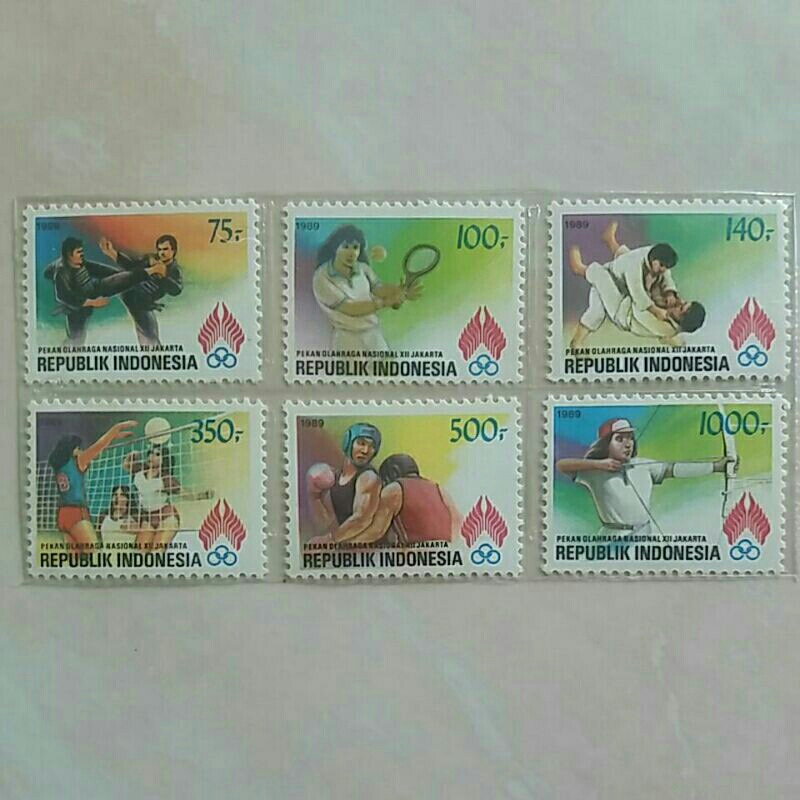 1989
75,-
PEKAN OLAHRAGA NASIONAL XII JAKARTA
REPUBLIK INDONESIA
1989
100,-
PEKAN OLAHRAGA NASIONAL XII JAKARTA
REPUBLIK INDONESIA
1989
140,-
PEKAN OLAHRAGA NASIONAL XII JAKARTA
REPUBLIK INDONESIA
1989
350,-
PEKAN OLAHRAGA NASIONAL XII JAKARTA
REPUBLIK INDONESIA
1989
500,-
PEKAN OLAHRAGA NASIONAL XII JAKARTA
REPUBLIK INDONESIA
1989
1000,-
PEKAN OLAHRAGA NASIONAL XII JAKARTA
REPUBLIK INDONESIA